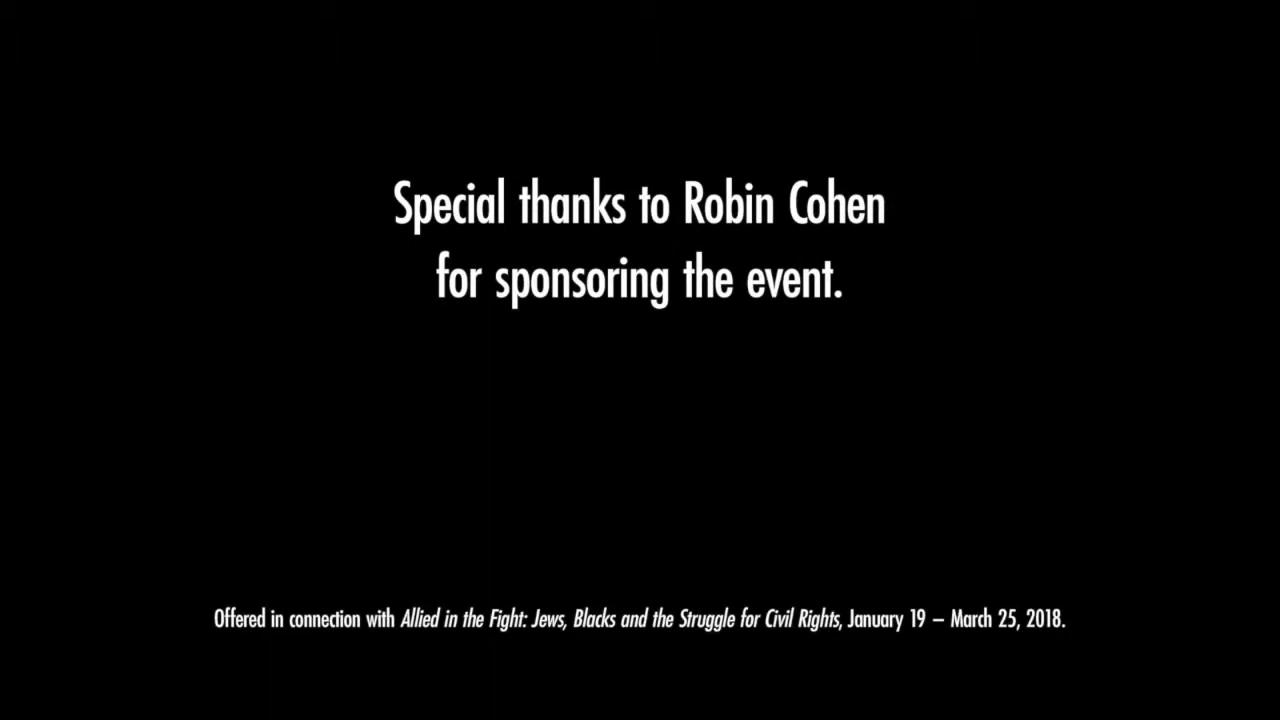 Special thanks to Robin Cohen
for sponsoring the event.
Offered in connection with Allied in the Fight: Jews, Blacks and the Struggle for Civil Rights, January 19 – March 25, 2018.